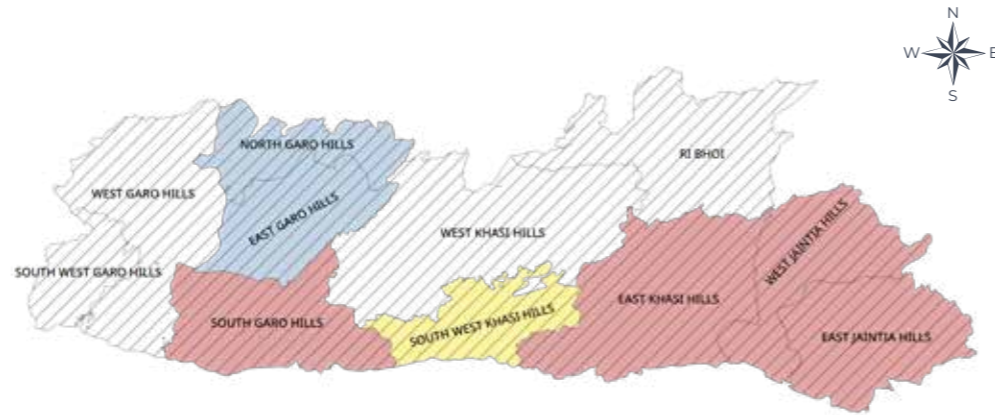 N
W E
S
NORTH GARO HILLS
RI BHOI
WEST GARO HILLS
EAST GARO HILLS
WEST KHASI HILLS
WEST JAINTIA HILLS
SOUTH WEST GARO HILLS
EAST KHASI HILLS
SOUTH GARO HILLS
SOUTH WEST KHASI HILLS
EAST JAINTIA HILLS